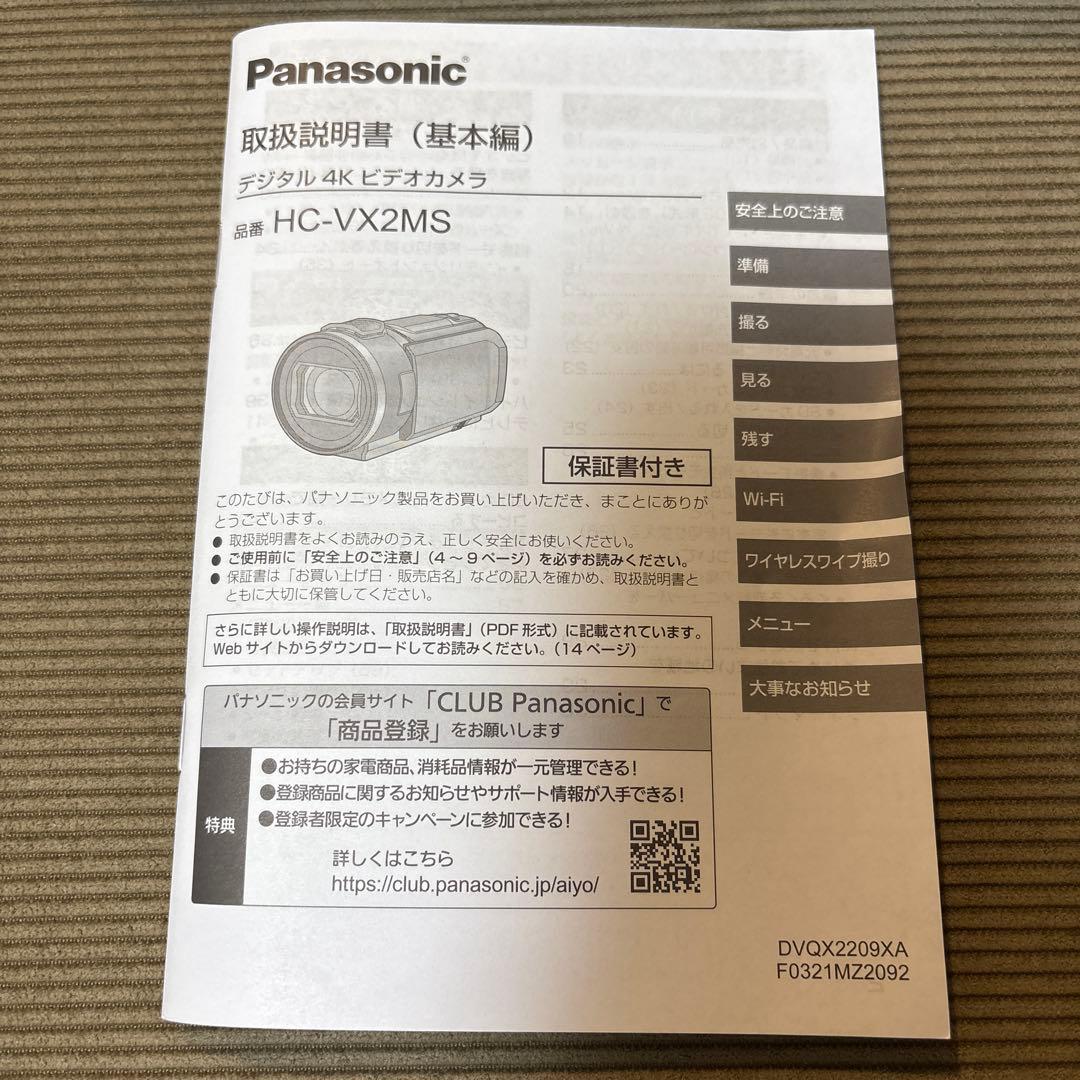 Panasonic®
取扱説明書（基本編）
デジタル 4K ビデオカメラ
品番 HC-VX2MS
保証書付き
このたびは、パナソニック製品をお買い上げいただき、まことにありが
とうございます。
● 取扱説明書をよくお読みのうえ、正しく安全にお使いください。
● ご使用前に「安全上のご注意」（4 ～ 9 ページ）を必ずお読みください。
● 保証書は「お買い上げ日・販売店名」などの記入を確かめ、取扱説明書と
ともに大切に保管してください。
さらに詳しい操作説明は、「取扱説明書」（PDF 形式）に記載されています。
Web サイトからダウンロードしてお読みください。（14 ページ）
パナソニックの会員サイト「CLUB Panasonic」で
「商品登録」をお願いします
特典
●お持ちの家電商品、消耗品情報が一元管理できる！
●登録商品に関するお知らせやサポート情報が入手できる！
●登録者限定のキャンペーンに参加できる！
詳しくはこちら
https://club.panasonic.jp/aiyo/
安全上のご注意
準備
撮る
見る
残す
Wi-Fi
ワイヤレスワイプ撮り
メニュー
大事なお知らせ
DVQX2209XA
F0321MZ2092